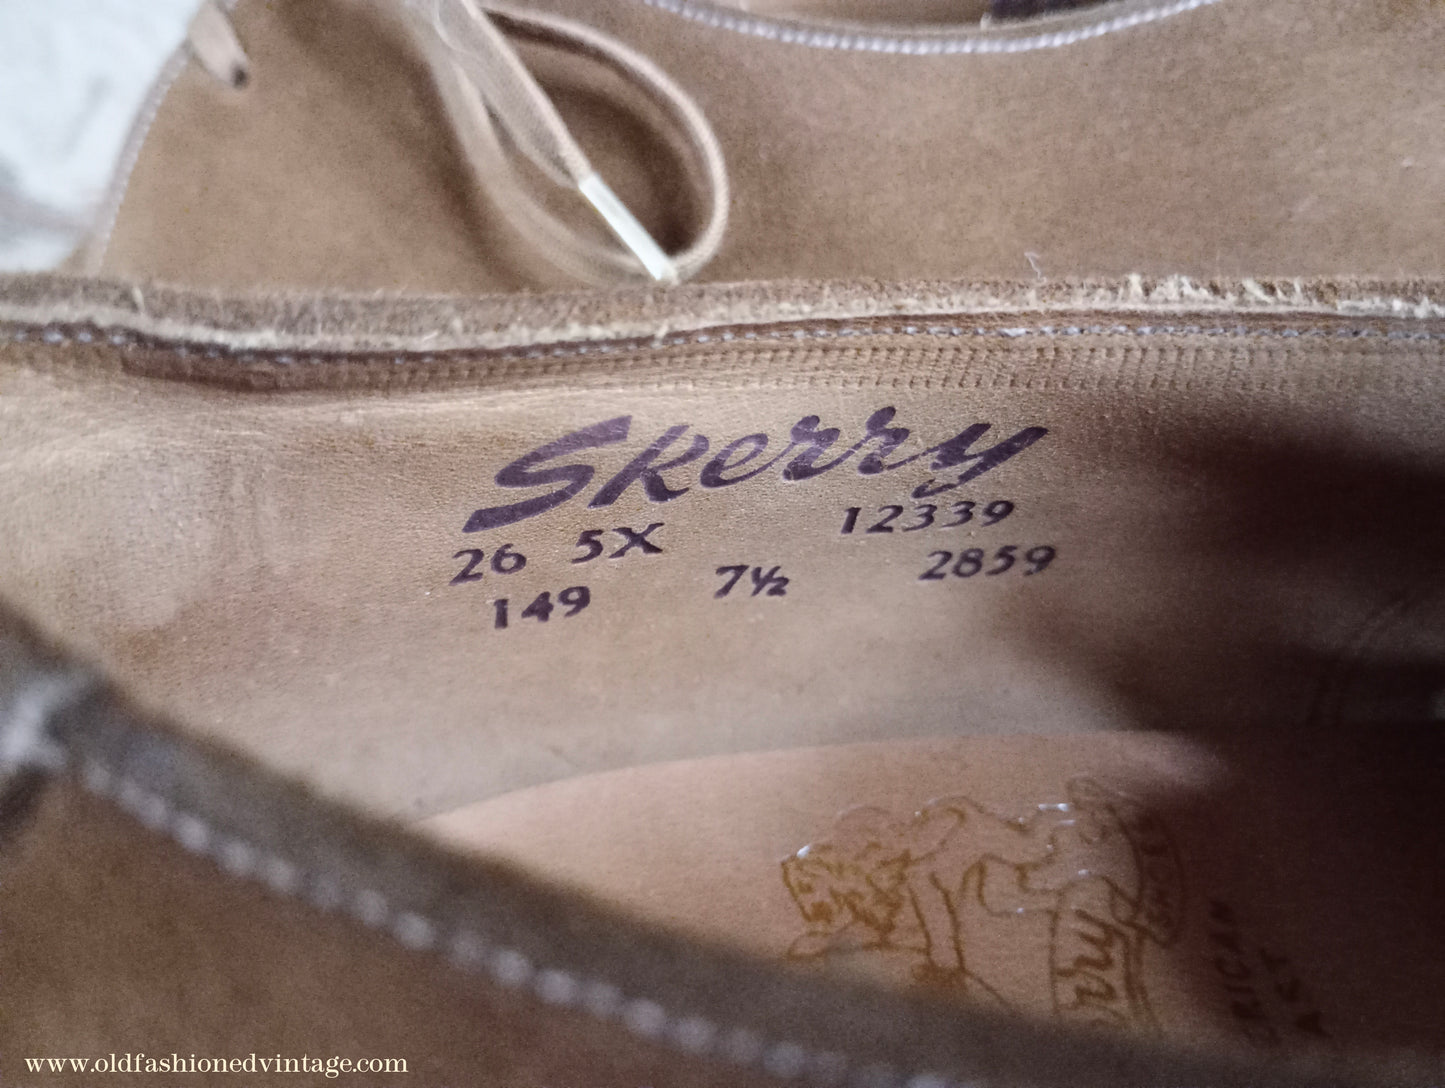 Skerry
26 5X 12339
149 7½ 2859
www.oldfashionedvintage.com